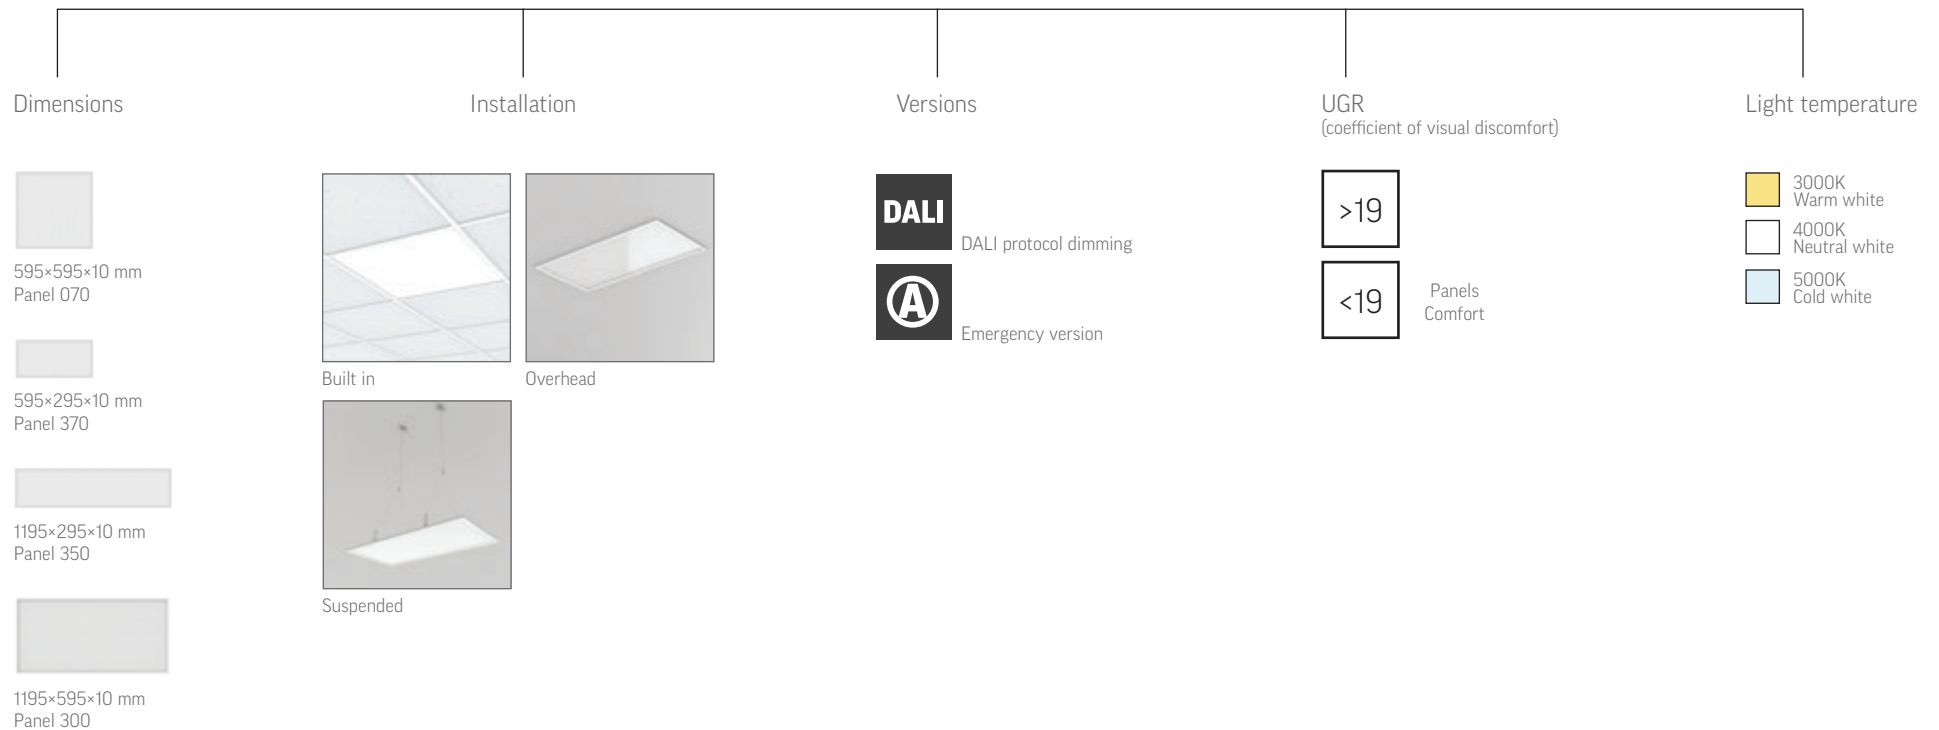 Dimensions
595×595×10 mm
Panel 070
595×295×10 mm
Panel 370
1195×295×10 mm
Panel 350
1195×595×10 mm
Panel 300
Installation
Built in
Overhead
Suspended
Versions
DALI
DALI protocol dimming
A
Emergency version
UGR
(coefficient of visual discomfort)
>19
<19
Panels
Comfort
Light temperature
3000K
Warm white
4000K
Neutral white
5000K
Cold white